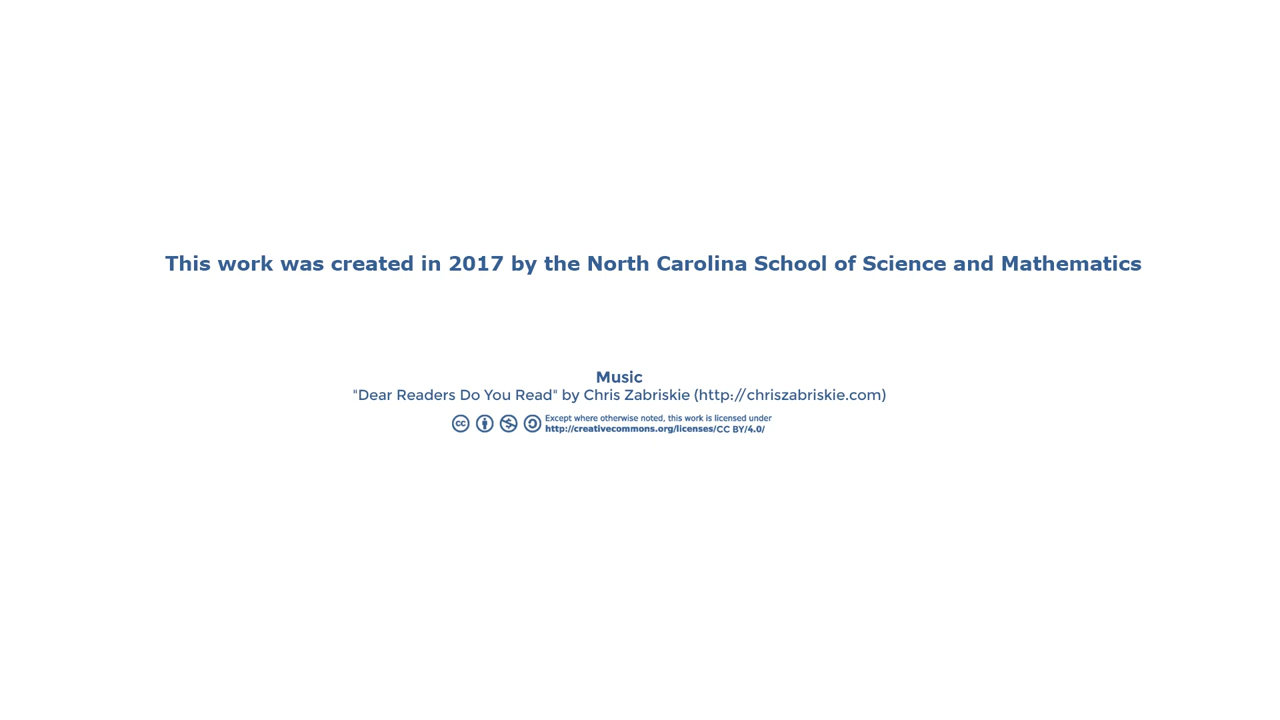 This work was created in 2017 by the North Carolina School of Science and Mathematics
Music
"Dear Readers Do You Read" by Chris Zabriskie (http://chriszabriskie.com)
cc
Except where otherwise noted, this work is licensed under
http://creativecommons.org/licenses/CC BY/4.0/